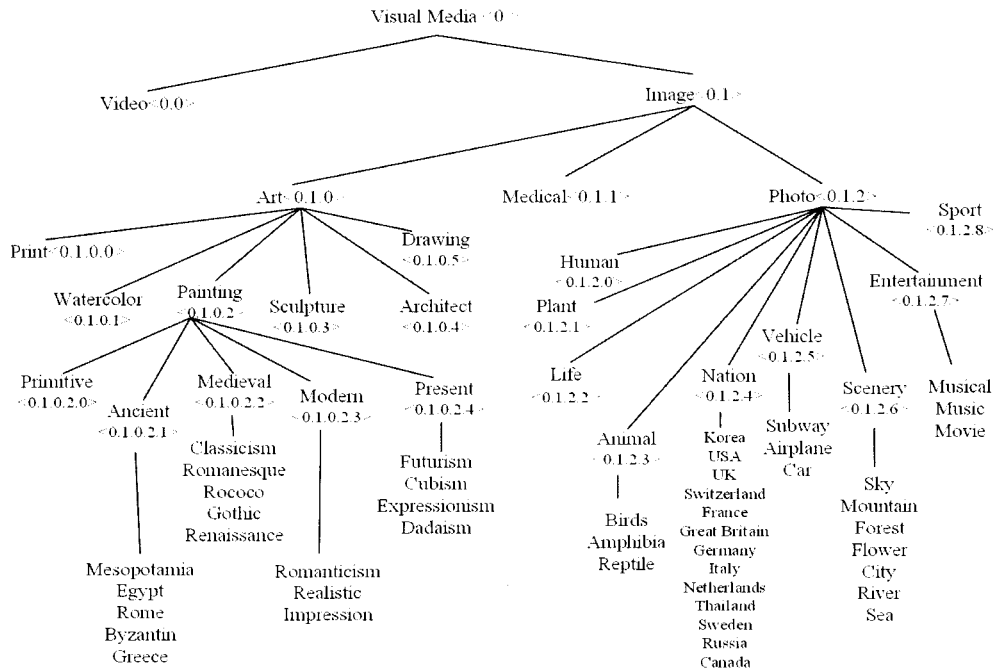 Visual Media <0>
Video<0.0>
Image<0.1>
Art<0.1.0>
Medical<0.1.1>
Photo<0.1.2>
Print<0.1.0.0>
Watercolor
<0.1.0.1>
Painting
<0.1.0.2>
Sculpture
<0.1.0.3>
Architect
<0.1.0.4>
Drawing
<0.1.0.5>
Human
<0.1.2.0>
Plant
<0.1.2.1>
Life
<0.1.2.2>
Animal
<0.1.2.3>
Nation
<0.1.2.4>
Vehicle
<0.1.2.5>
Scenery
<0.1.2.6>
Entertainment
<0.1.2.7>
Sport
<0.1.2.8>
Primitive
<0.1.0.2.0>
Ancient
<0.1.0.2.1>
Medieval
<0.1.0.2.2>
Modern
<0.1.0.2.3>
Present
<0.1.0.2.4>
Mesopotamia
Egypt
Rome
Byzantin
Greece
Classicism
Romanesque
Rococo
Gothic
Renaissance
Romanticism
Realistic
Impression
Futurism
Cubism
Expressionism
Dadaism
Birds
Amphibia
Reptile
Korea
USA
UK
Switzerland
France
Great Britain
Germany
Italy
Netherlands
Thailand
Sweden
Russia
Canada
Subway
Airplane
Car
Sky
Mountain
Forest
Flower
City
River
Sea
Musical
Music
Movie